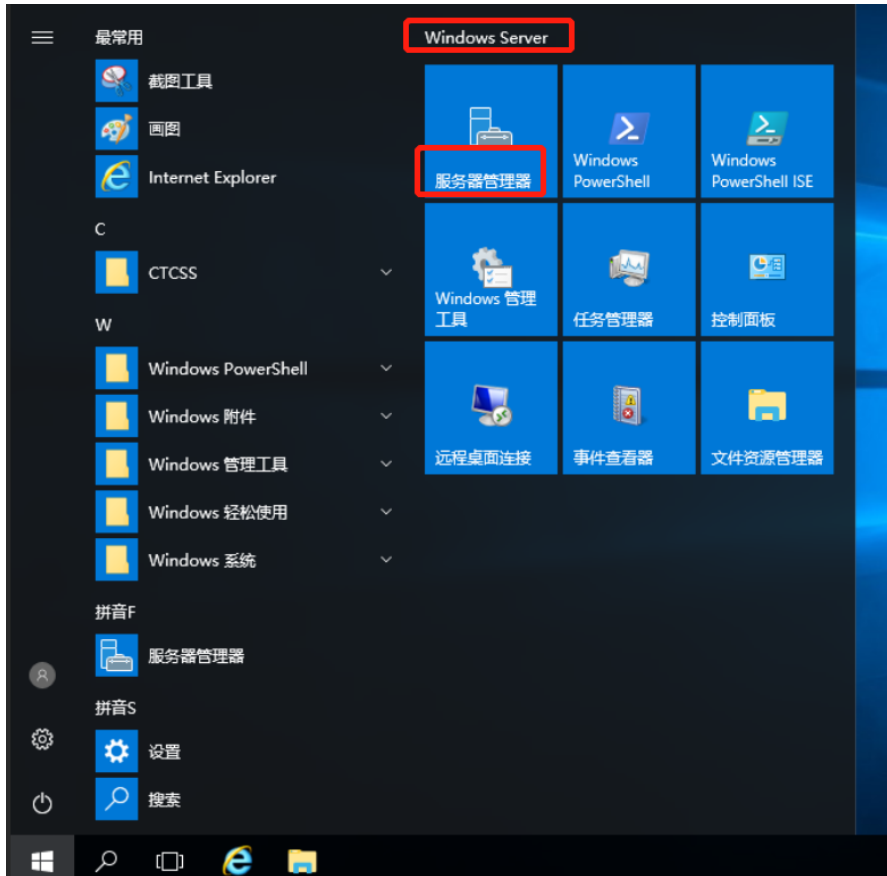 最常用
截图工具
画图
Internet Explorer
C
CTCSS
W
Windows PowerShell
Windows 附件
Windows 管理工具
Windows 轻松使用
Windows 系统
拼音F
服务器管理器
拼音S
设置
搜索
Windows Server
服务器管理器
Windows
PowerShell
Windows
PowerShell ISE
Windows 管理
工具
任务管理器
控制面板
远程桌面连接
事件查看器
文件资源管理器